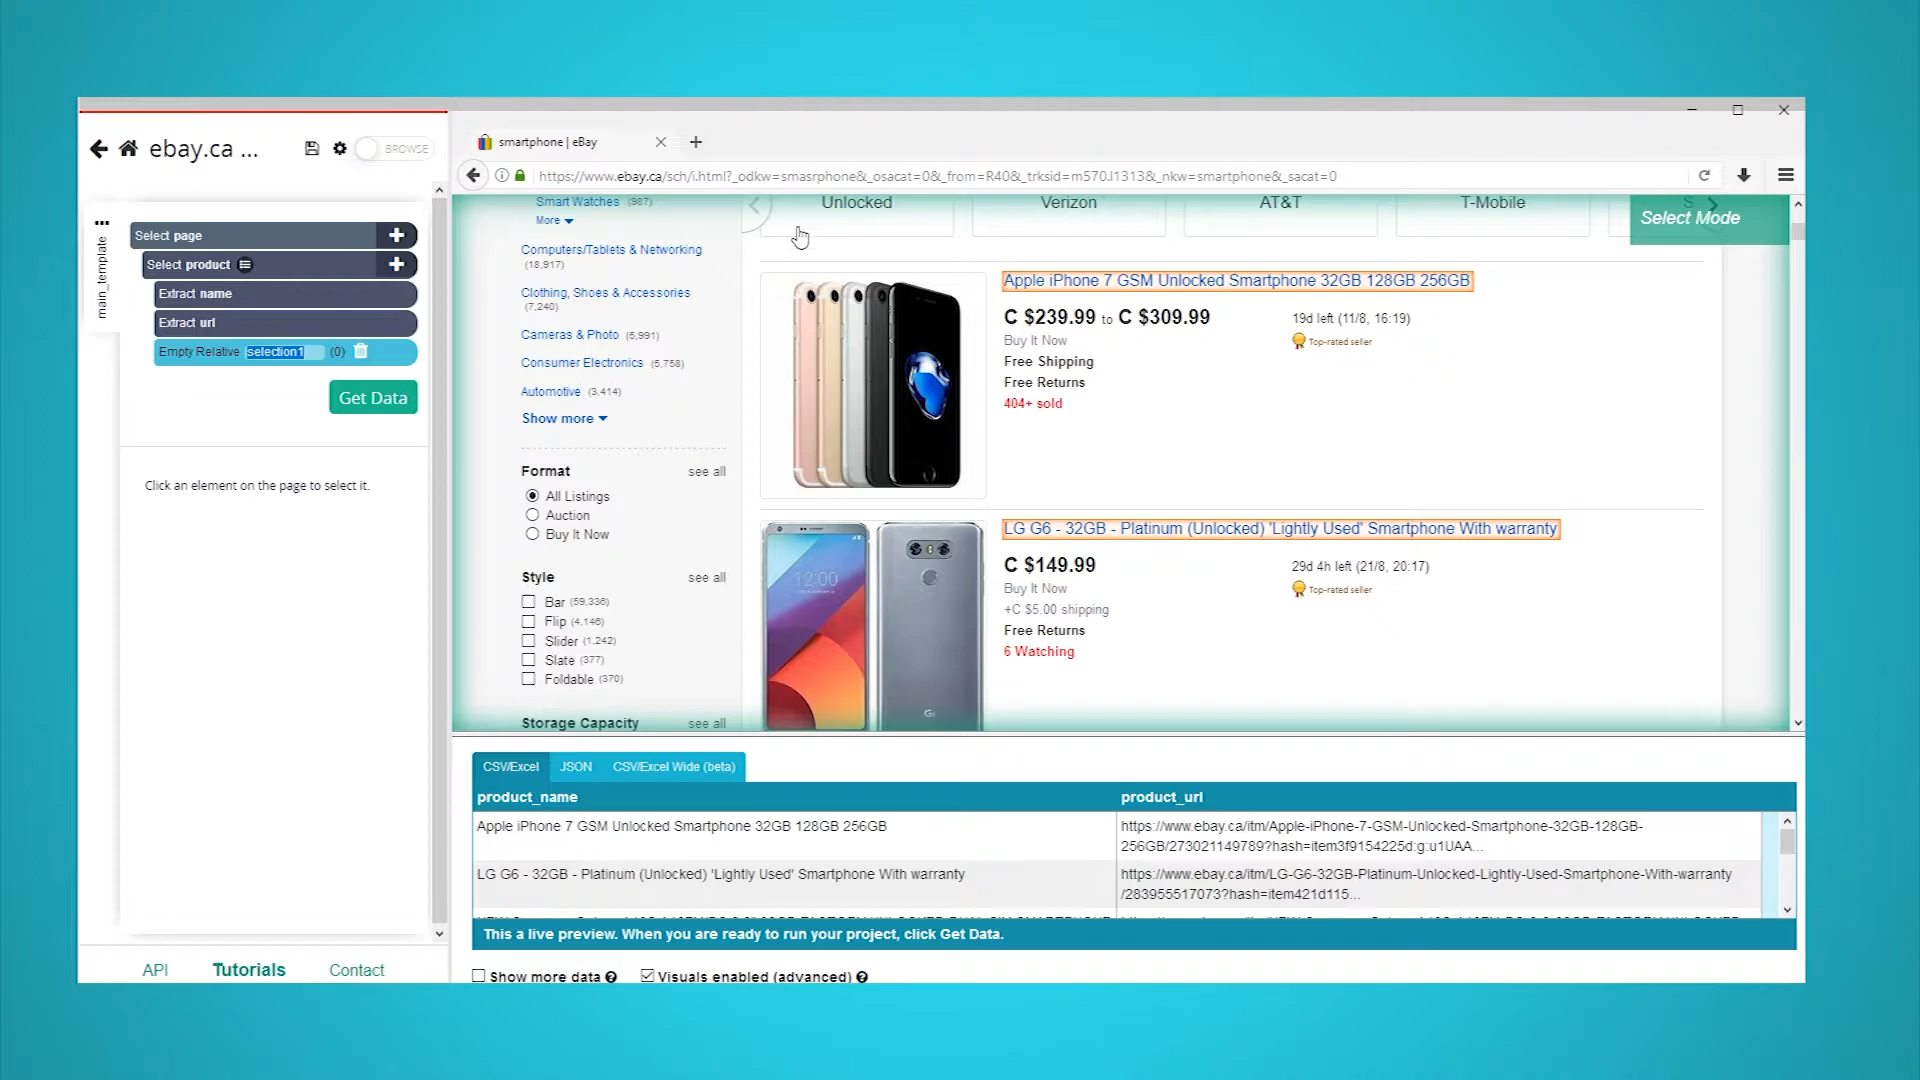 ebay.ca ...
BROWSE
main_template
Select page
Select product
Extract name
Extract url
Empty Relative selection1 (0)
Get Data
Click an element on the page to select it.
API
Tutorials
Contact
smartphone | eBay
https://www.ebay.ca/sch/i.html?_odkw=smasrphone&_osacat=0&_from=R40&_trksid=m570.l1313&_nkw=smartphone&_sacat=0
Select Mode
Smart Watches (987)
More
Computers/Tablets & Networking
(18,917)
Clothing, Shoes & Accessories
(7,240)
Cameras & Photo (5,991)
Consumer Electronics (5,758)
Automotive (3,414)
Show more
Format see all
All Listings
Auction
Buy It Now
Style see all
Bar (59,336)
Flip (4,146)
Slider (1,242)
Slate (377)
Foldable (370)
Storage Capacity see all
Unlocked
Verizon
AT&T
T-Mobile
S
Apple iPhone 7 GSM Unlocked Smartphone 32GB 128GB 256GB
C $239.99 to C $309.99
Buy It Now
Free Shipping
Free Returns
404+ sold
19d left (11/8, 16:19)
Top-rated seller
12:00
G6
LG G6 - 32GB - Platinum (Unlocked) 'Lightly Used' Smartphone With warranty
C $149.99
Buy It Now
+C $5.00 shipping
Free Returns
6 Watching
29d 4h left (21/8, 20:17)
Top-rated seller
CSV/Excel
JSON
CSV/Excel Wide (beta)
product_name
product_url
Apple iPhone 7 GSM Unlocked Smartphone 32GB 128GB 256GB
https://www.ebay.ca/itm/Apple-iPhone-7-GSM-Unlocked-Smartphone-32GB-128GB-
256GB/273021149789?hash=item3f9154225d:g:u1UAA...
LG G6 - 32GB - Platinum (Unlocked) 'Lightly Used' Smartphone With warranty
https://www.ebay.ca/itm/LG-G6-32GB-Platinum-Unlocked-Lightly-Used-Smartphone-With-warranty
/283955517073?hash=item421d115...
This a live preview. When you are ready to run your project, click Get Data.
Show more data
Visuals enabled (advanced)